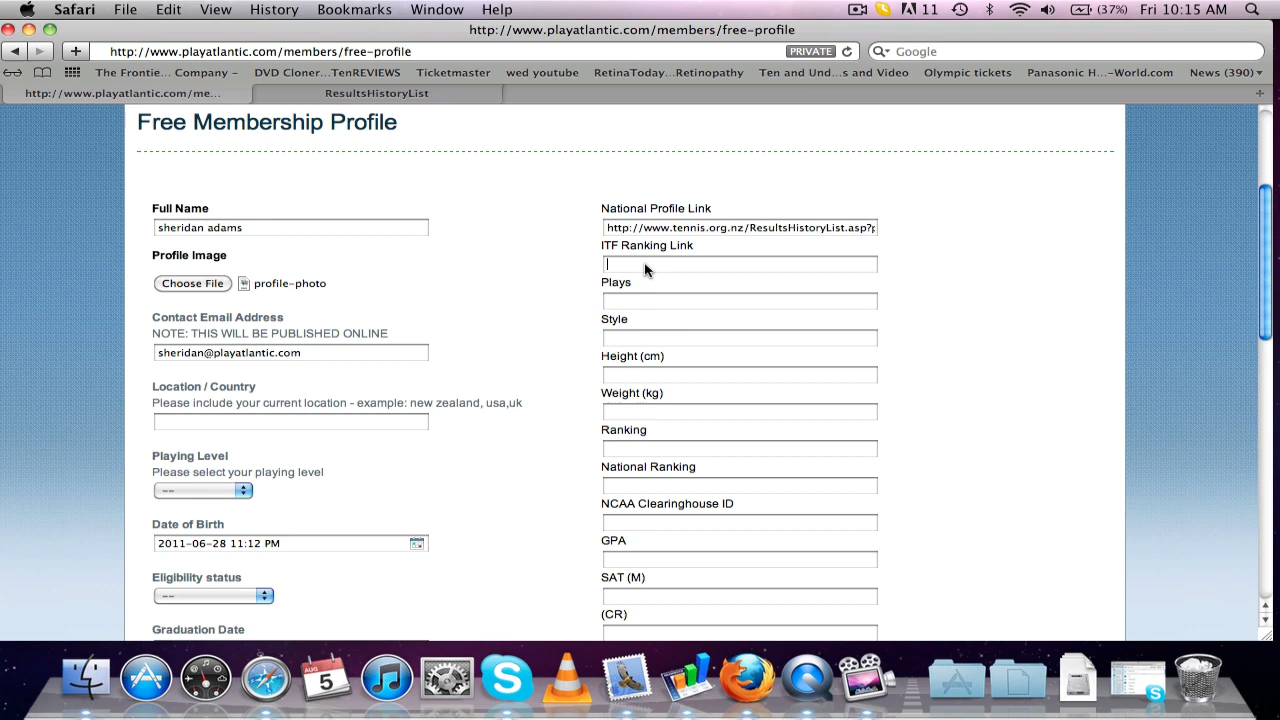 Safari File Edit View History Bookmarks Window Help 11 (37%) Fri 10:15 AM
http://www.playatlantic.com/members/free-profile
http://www.playatlantic.com/members/free-profile PRIVATE Google
The Frontie... Company – DVD Cloner...TenREVIEWS Ticketmaster wed youtube RetinaToday...Retinopathy Ten and Und...s and Video Olympic tickets Panasonic H...-World.com News (390)
http://www.playatlantic.com/me... ResultsHistoryList
Free Membership Profile
Full Name
sheridan adams
Profile Image
Choose File profile-photo
Contact Email Address
NOTE: THIS WILL BE PUBLISHED ONLINE
sheridan@playatlantic.com
Location / Country
Please include your current location - example: new zealand, usa,uk
Playing Level
Please select your playing level
--
Date of Birth
2011-06-28 11:12 PM
Eligibility status
--
Graduation Date
National Profile Link
http://www.tennis.org.nz/ResultsHistoryList.asp?p
ITF Ranking Link
Plays
Style
Height (cm)
Weight (kg)
Ranking
National Ranking
NCAA Clearinghouse ID
GPA
SAT (M)
(CR)
AUG
5